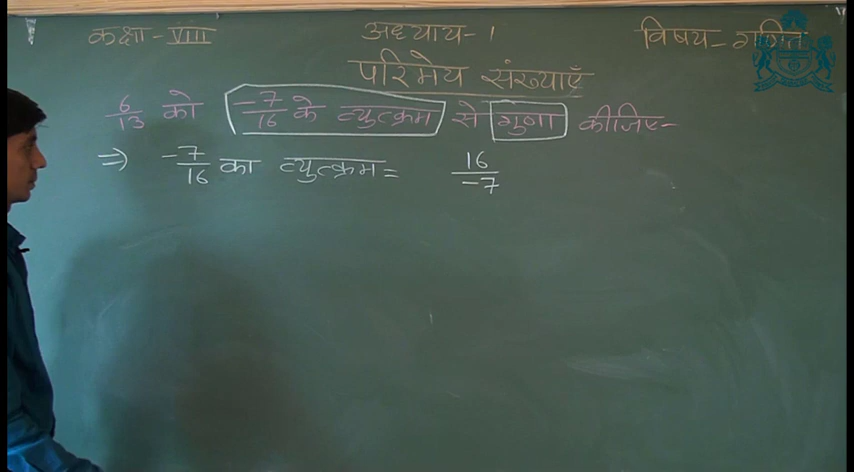 कक्षा-VIII अध्याय-1 विषय- गणित
परिमेय संख्याएँ
6/13 को -7/16 के व्युत्क्रम से गुणा कीजिए-
⇒ -7/16 का व्युत्क्रम = 16/-7